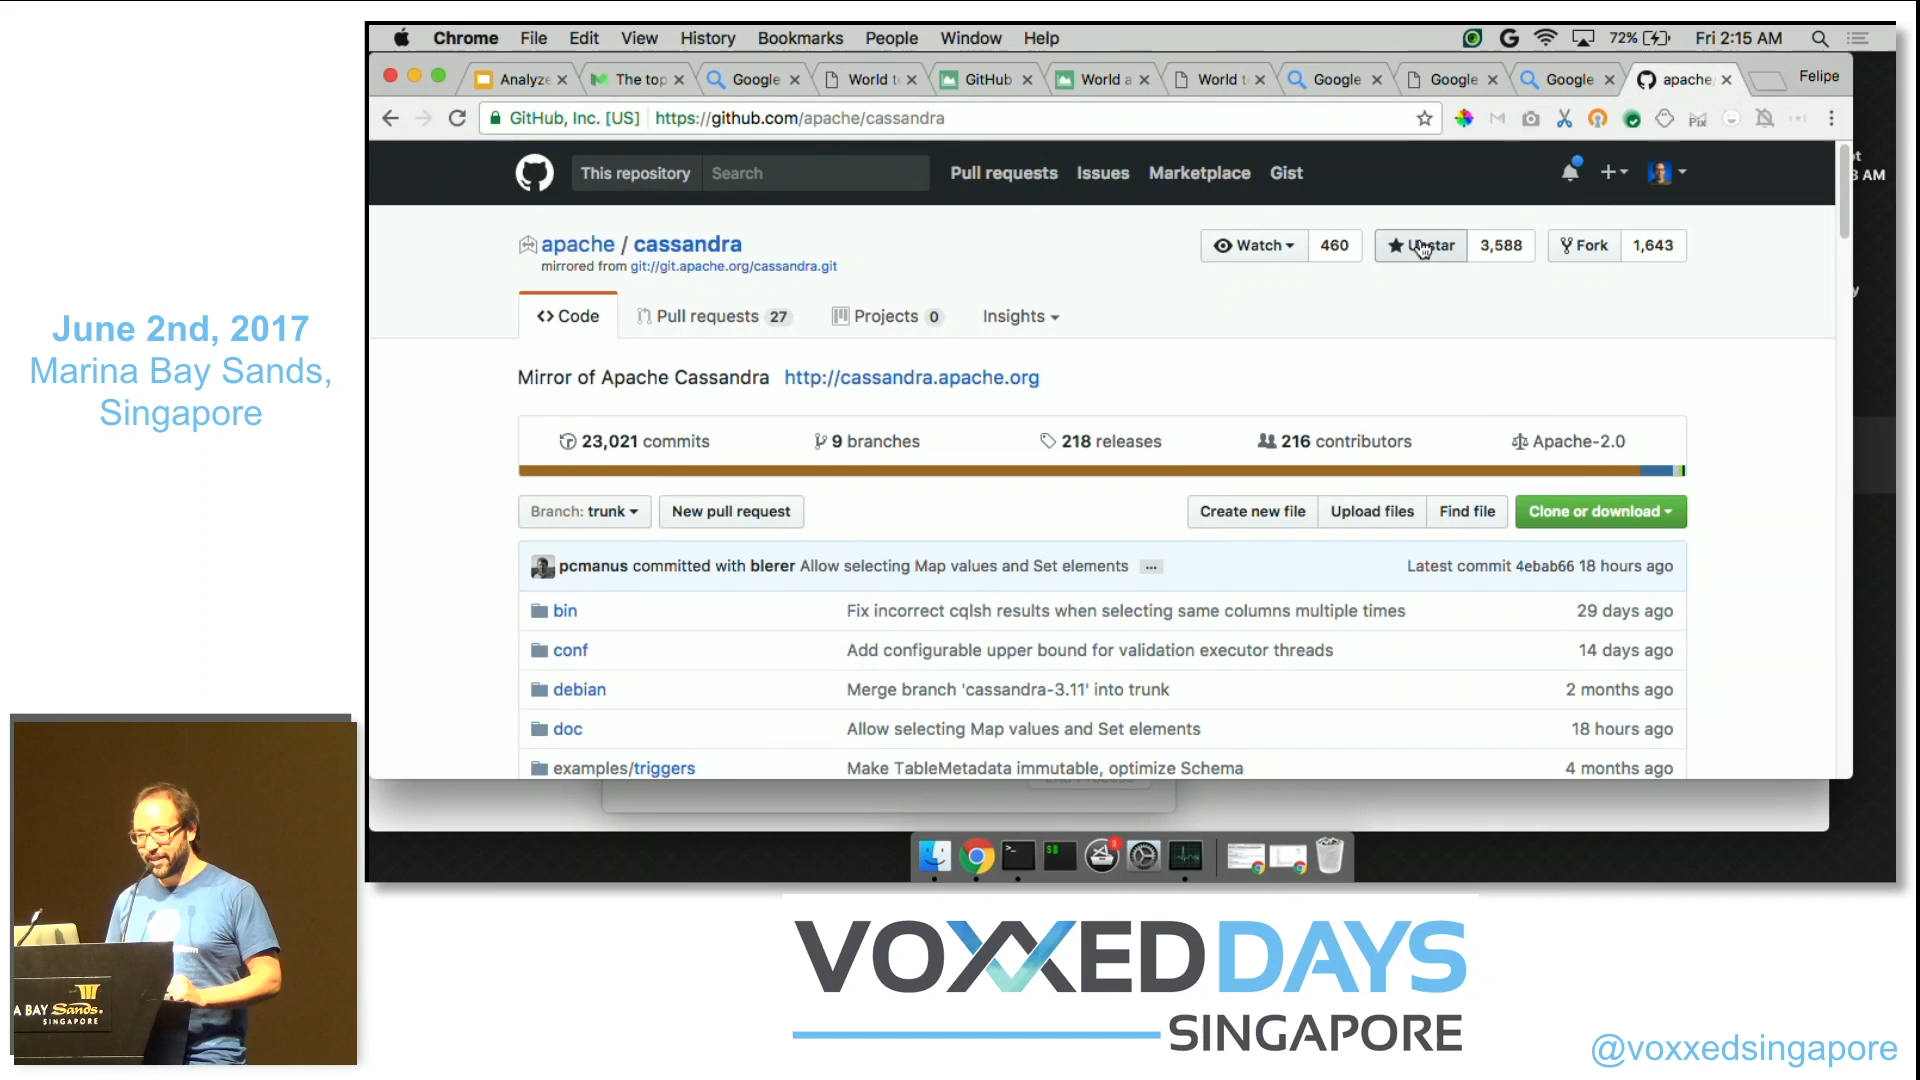 June 2nd, 2017
Marina Bay Sands,
Singapore
Chrome File Edit View History Bookmarks People Window Help 72% Fri 2:15 AM
Analyze The top Google World t GitHub World a World t Google Google Google apache Felipe
GitHub, Inc. [US] https://github.com/apache/cassandra
This repository Search Pull requests Issues Marketplace Gist
AM
apache / cassandra Watch 460 Unstar 3,588 Fork 1,643
mirrored from git://git.apache.org/cassandra.git
Code Pull requests 27 Projects 0 Insights
Mirror of Apache Cassandra http://cassandra.apache.org
23,021 commits 9 branches 218 releases 216 contributors Apache-2.0
Branch: trunk New pull request Create new file Upload files Find file Clone or download
pcmanus committed with blerer Allow selecting Map values and Set elements ... Latest commit 4ebab66 18 hours ago
bin Fix incorrect cqlsh results when selecting same columns multiple times 29 days ago
conf Add configurable upper bound for validation executor threads 14 days ago
debian Merge branch 'cassandra-3.11' into trunk 2 months ago
doc Allow selecting Map values and Set elements 18 hours ago
examples/triggers Make TableMetadata immutable, optimize Schema 4 months ago
A BAY Sands.
SINGAPORE
VOXXED DAYS
SINGAPORE
@voxxedsingapore